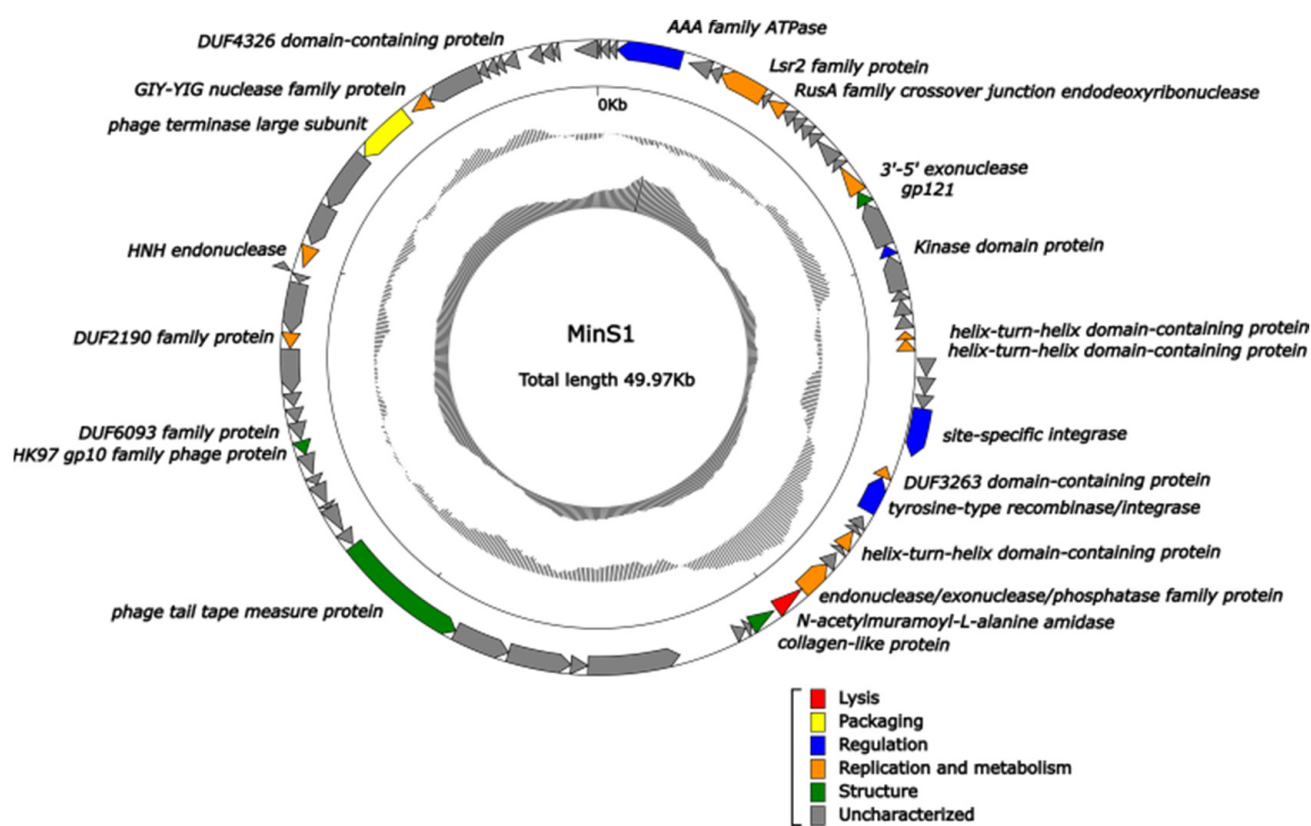 AAA family ATPase
DUF4326 domain-containing protein
Lsr2 family protein
GIY-YIG nuclease family protein
RusA family crossover junction endodeoxyribonuclease
0Kb
phage terminase large subunit
3'-5' exonuclease
gp121
Kinase domain protein
HNH endonuclease
helix-turn-helix domain-containing protein
MinS1
DUF2190 family protein
helix-turn-helix domain-containing protein
Total length 49.97Kb
DUF6093 family protein
site-specific integrase
HK97 gp10 family phage protein
DUF3263 domain-containing protein
tyrosine-type recombinase/integrase
helix-turn-helix domain-containing protein
endonuclease/exonuclease/phosphatase family protein
phage tail tape measure protein
N-acetylmuramoyl-L-alanine amidase
collagen-like protein
Lysis
Packaging
Regulation
Replication and metabolism
Structure
Uncharacterized